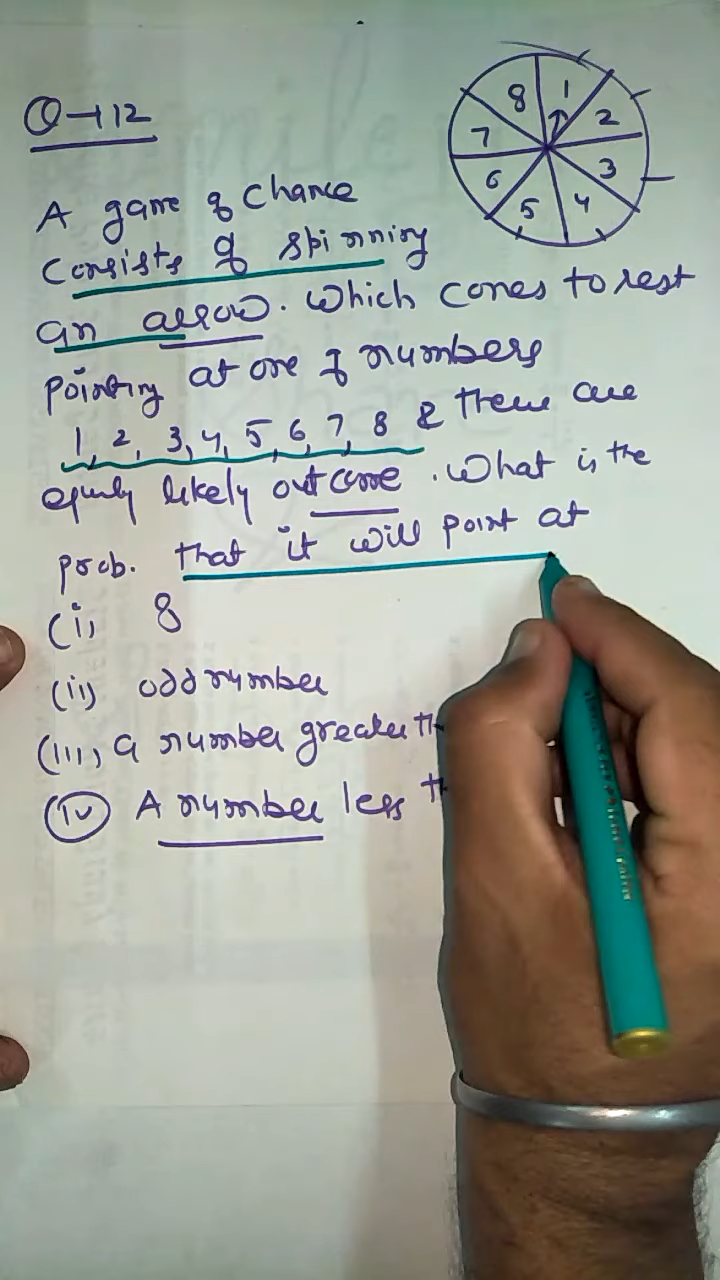 Q→12
8 1
7 2
6 3
5 4
A game of Chance
Consists of spinning
an arrow. Which comes to rest
pointing at one of numbers
1, 2, 3, 4, 5, 6, 7, 8 & there are
equally likely outcome. What is the
prob. that it will point at
(i) 8
(ii) odd number
(iii) a number greater th
(iv) A number less t